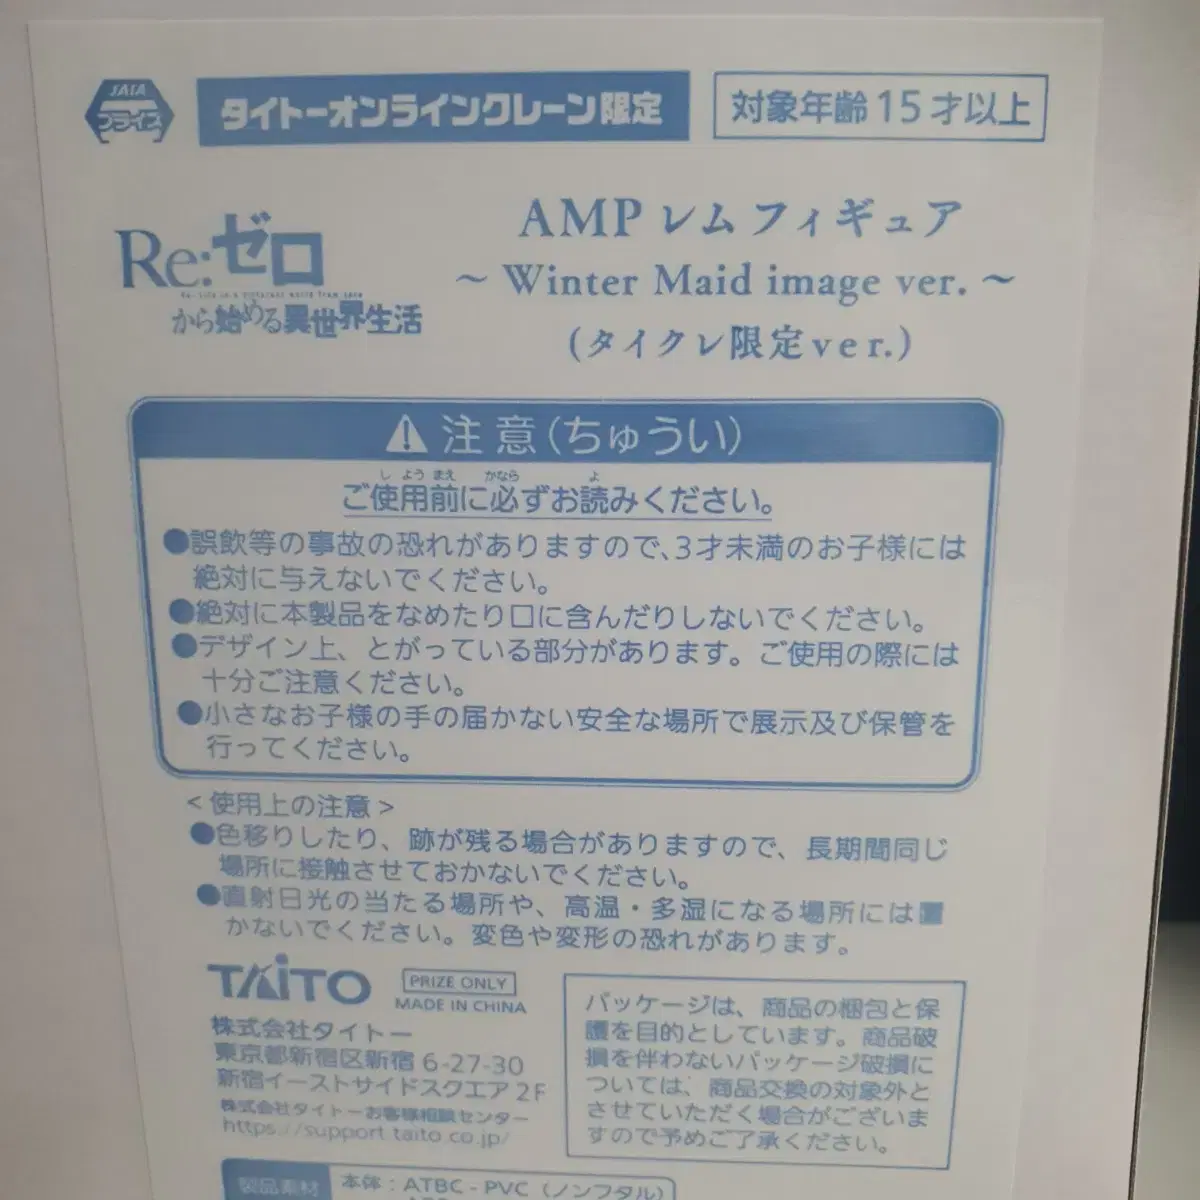 JAIA
プライズ
タイトーオンラインクレーン限定
対象年齢15才以上
Re:ゼロ
Re: Life in a different world from zero
から始める異世界生活
AMP レム フィギュア
～ Winter Maid image ver. ～
(タイクレ限定ver.)
注意(ちゅうい)
しようまえ かなら よ
ご使用前に必ずお読みください。
●誤飲等の事故の恐れがありますので、3才未満のお子様には
絶対に与えないでください。
●絶対に本製品をなめたり口に含んだりしないでください。
●デザイン上、とがっている部分があります。ご使用の際には
十分ご注意ください。
●小さなお子様の手の届かない安全な場所で展示及び保管を
行ってください。
<使用上の注意>
●色移りしたり、跡が残る場合がありますので、長期間同じ
場所に接触させておかないでください。
●直射日光の当たる場所や、高温・多湿になる場所には置
かないでください。変色や変形の恐れがあります。
TAITO
PRIZE ONLY
MADE IN CHINA
株式会社タイトー
東京都新宿区新宿 6-27-30
新宿イーストサイドスクエア 2F
株式会社タイトーお客様相談センター
https://support.taito.co.jp/
パッケージは、商品の梱包と保
護を目的としています。商品破
損を伴わないパッケージ破損に
ついては、商品交換の対象外と
させていただく場合がございま
すので予めご了承ください。
製品素材
本体：ATBC-PVC（ノンフタル）